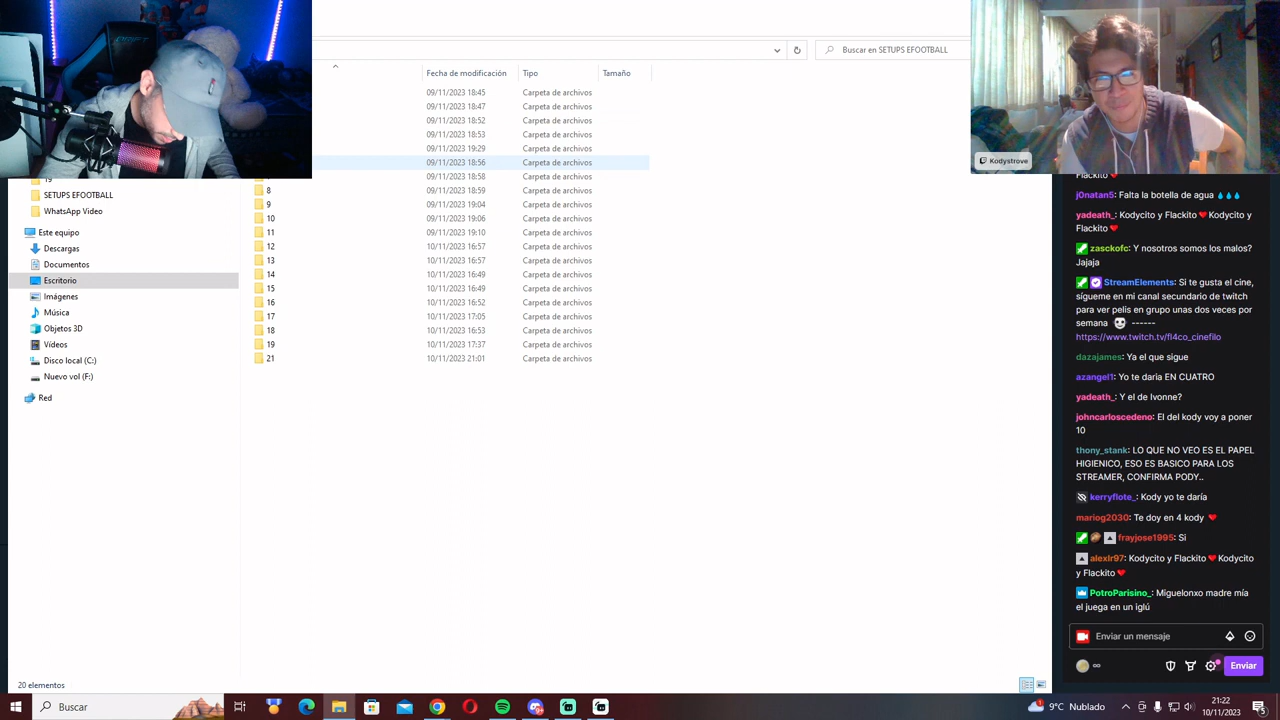 Buscar en SETUPS EFOOTBALL
Fecha de modificación
Tipo
Tamaño
09/11/2023 18:45 Carpeta de archivos
09/11/2023 18:47 Carpeta de archivos
09/11/2023 18:52 Carpeta de archivos
09/11/2023 18:53 Carpeta de archivos
09/11/2023 19:29 Carpeta de archivos
09/11/2023 18:56 Carpeta de archivos
09/11/2023 18:58 Carpeta de archivos
8 09/11/2023 18:59 Carpeta de archivos
9 09/11/2023 19:04 Carpeta de archivos
10 09/11/2023 19:06 Carpeta de archivos
11 09/11/2023 19:10 Carpeta de archivos
12 10/11/2023 16:57 Carpeta de archivos
13 10/11/2023 16:57 Carpeta de archivos
14 10/11/2023 16:49 Carpeta de archivos
15 10/11/2023 16:49 Carpeta de archivos
16 10/11/2023 16:52 Carpeta de archivos
17 10/11/2023 17:05 Carpeta de archivos
18 10/11/2023 16:53 Carpeta de archivos
19 10/11/2023 17:37 Carpeta de archivos
21 10/11/2023 21:01 Carpeta de archivos
19
SETUPS EFOOTBALL
WhatsApp Video
Este equipo
Descargas
Documentos
Escritorio
Imágenes
Música
Objetos 3D
Vídeos
Disco local (C:)
Nuevo vol (F:)
Red
20 elementos
Kodystrove
Flackito❤
j0natan5: Falta la botella de agua 💧💧💧
yadeath_: Kodycito y Flackito❤Kodycito y
Flackito❤
zasckofc: Y nosotros somos los malos?
Jajaja
StreamElements: Si te gusta el cine,
sígueme en mi canal secundario de twitch
para ver pelis en grupo unas dos veces por
semana ------
https://www.twitch.tv/fl4co_cinefilo
dazajames: Ya el que sigue
azangel1: Yo te daria EN CUATRO
yadeath_: Y el de Ivonne?
johncarloscedeno: El del kody voy a poner
10
thony_stank: LO QUE NO VEO ES EL PAPEL
HIGIENICO, ESO ES BASICO PARA LOS
STREAMER, CONFIRMA PODY..
kerryflote_: Kody yo te daría
mariog2030: Te doy en 4 kody ❤
frayjose1995: Si
alexlr97: Kodycito y Flackito❤Kodycito
y Flackito❤
PotroParisino_: Miguelonxo madre mía
el juega en un iglú
Enviar un mensaje
∞
Enviar
Buscar
9°C Nublado
21:22
10/11/2023